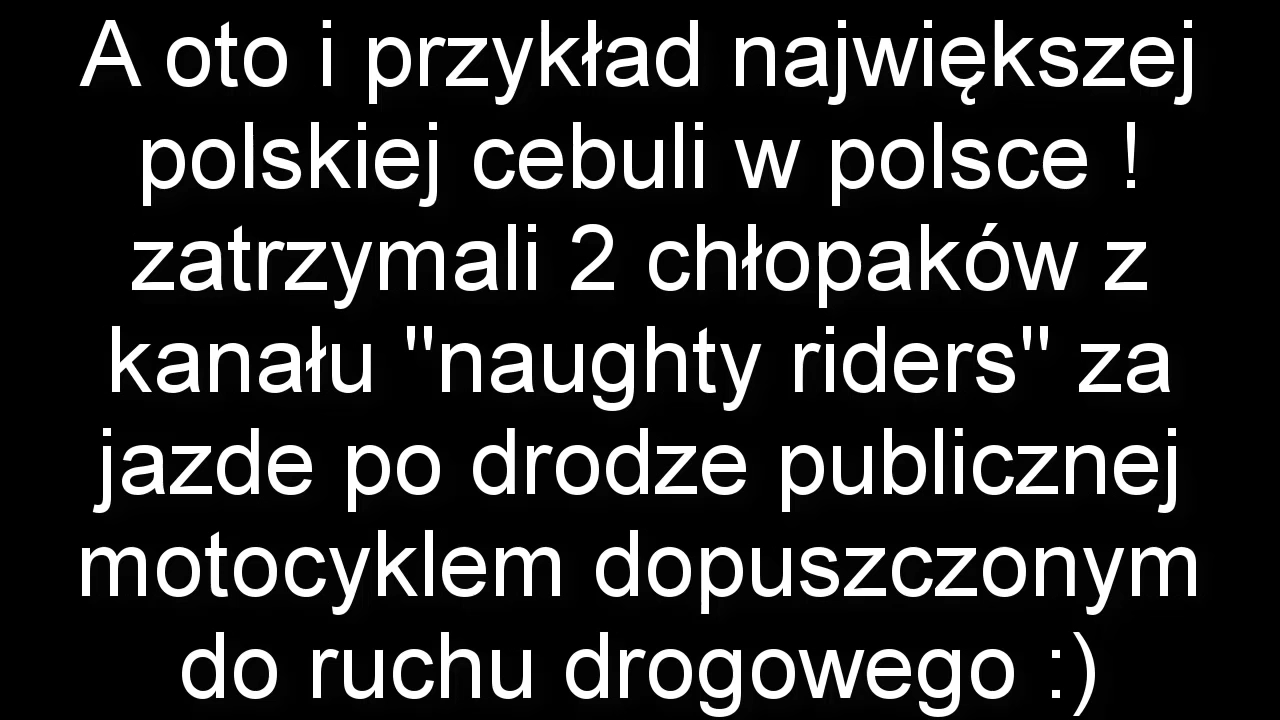 A oto i przykład największej
polskiej cebuli w polsce !
zatrzymali 2 chłopaków z
kanału "naughty riders" za
jazde po drodze publicznej
motocyklem dopuszczonym
do ruchu drogowego :)